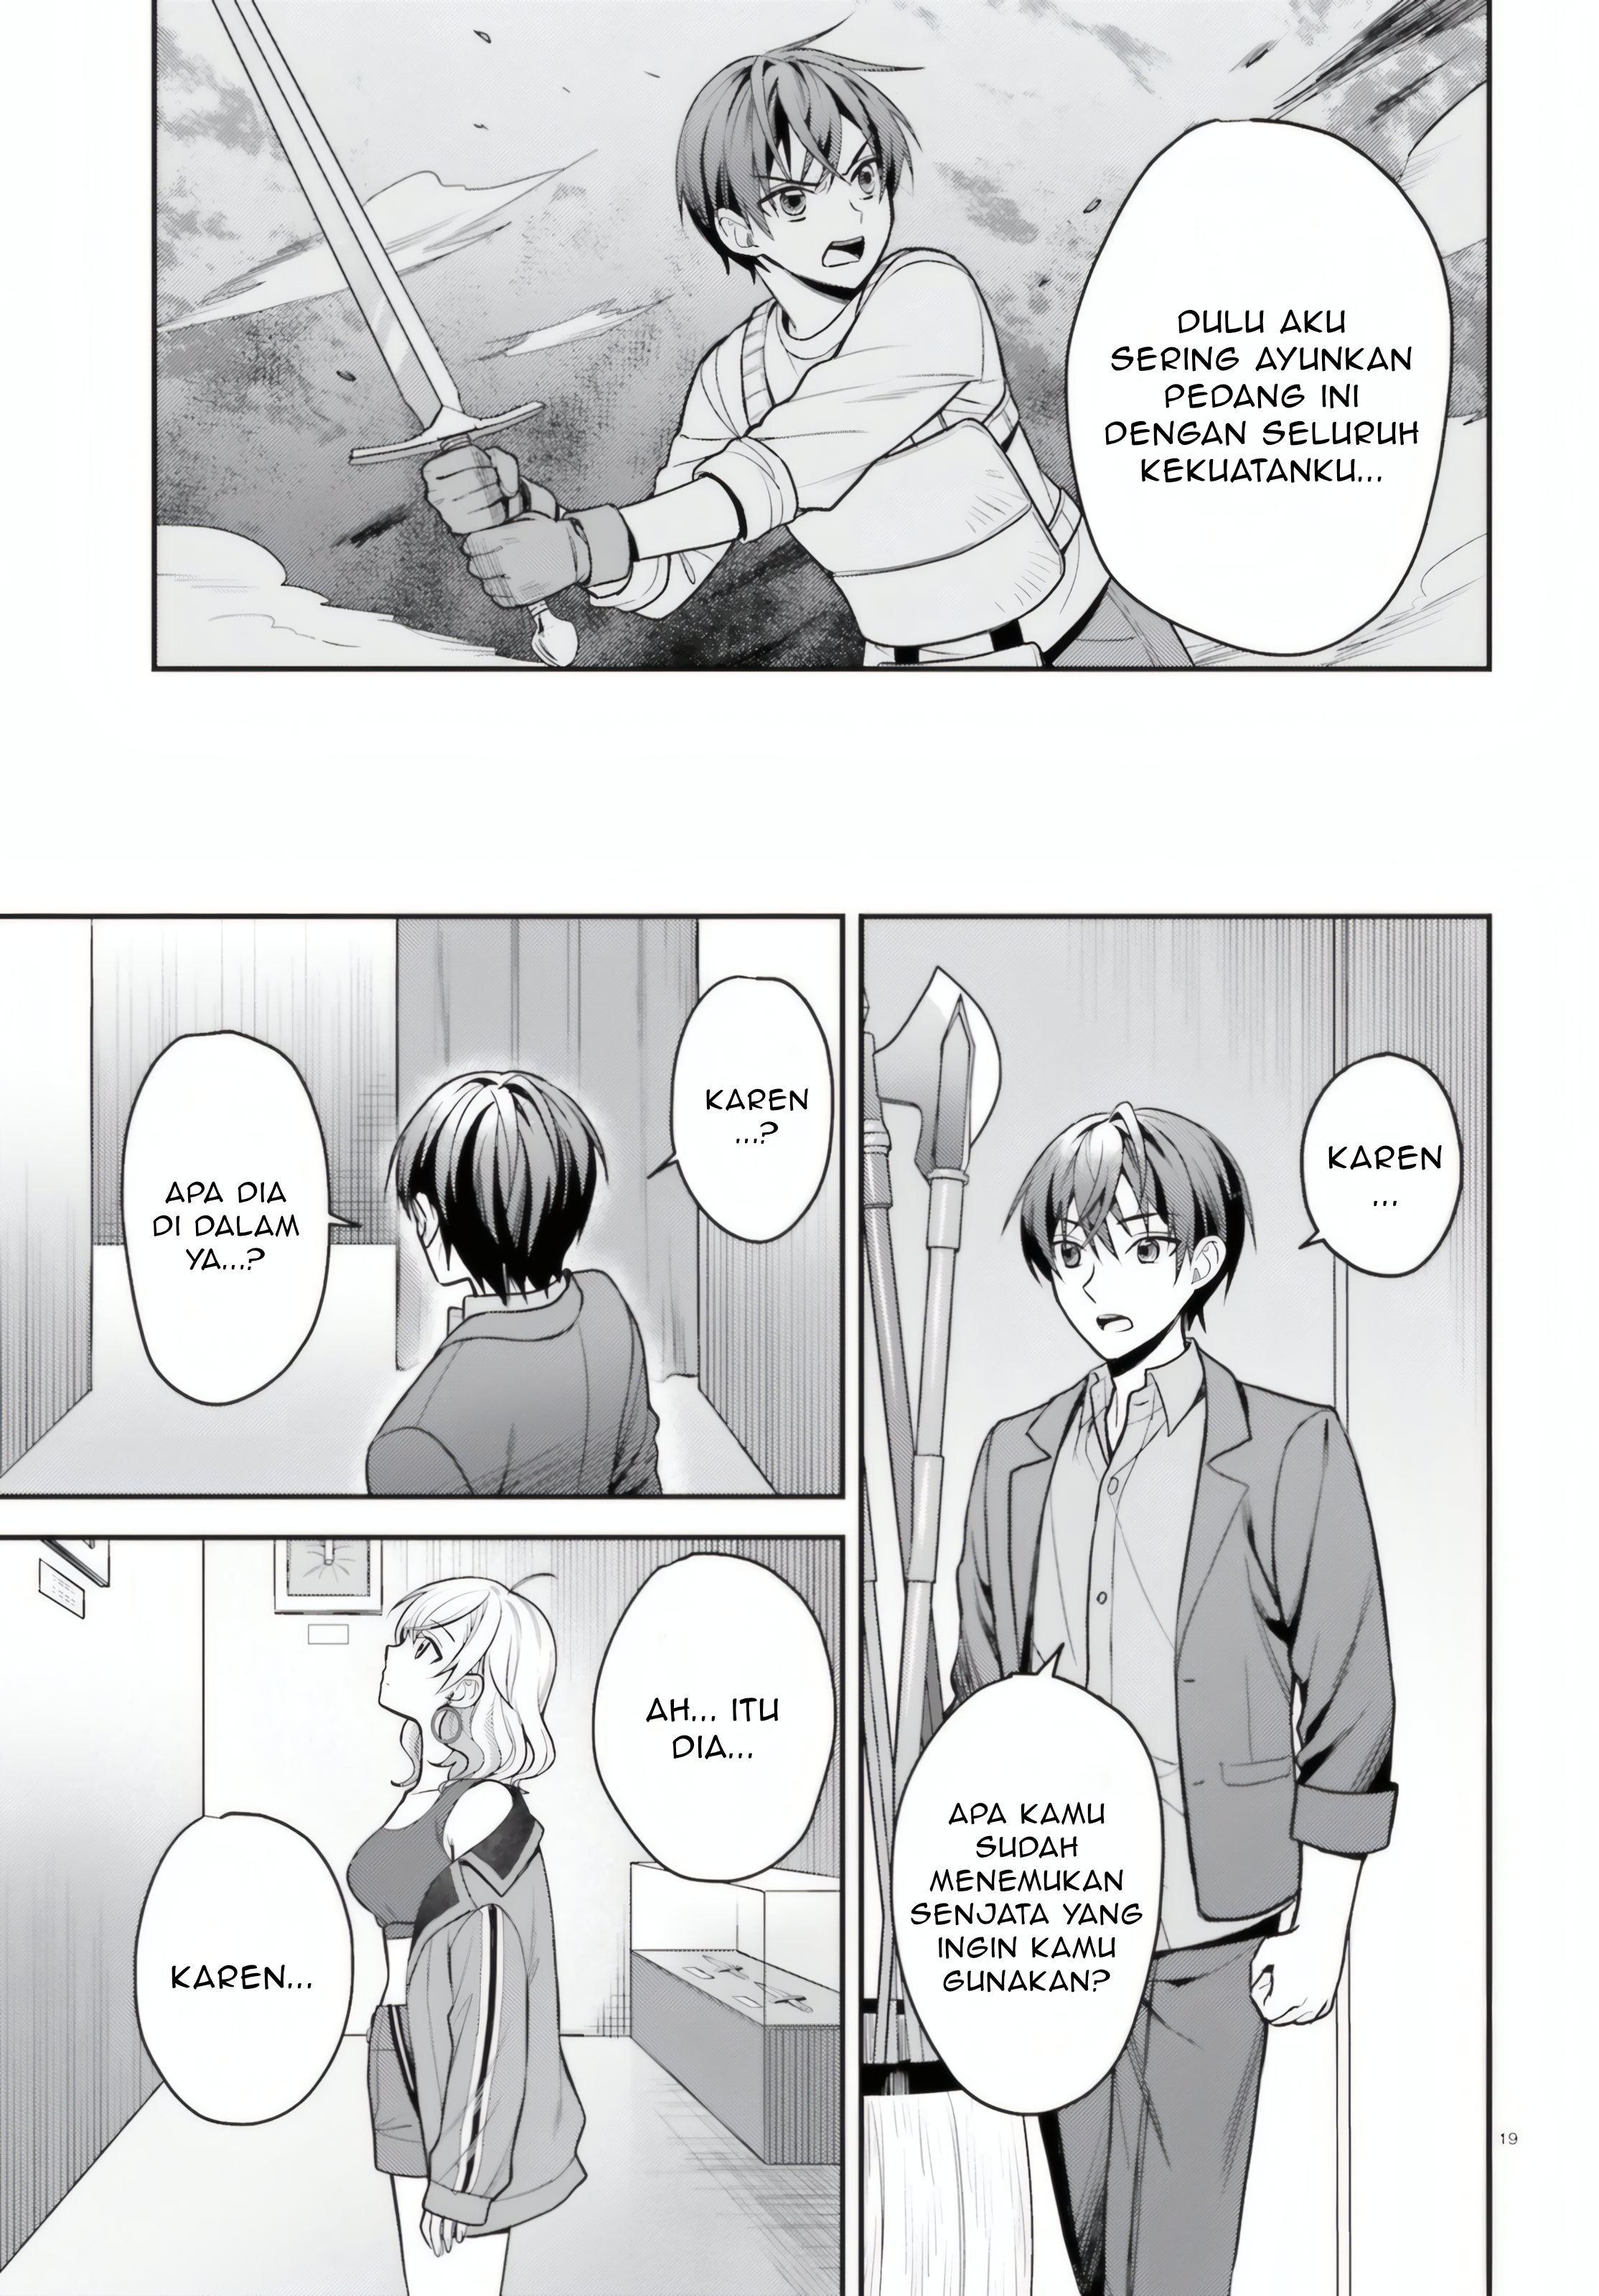 DULU AKU
SERING AYUNKAN
PEDANG INI
DENGAN SELURUH
KEKUATANKU...
KAREN
...
APA KAMU
SUDAH
MENEMUKAN
SENJATA YANG
INGIN KAMU
GUNAKAN?
KAREN
...?
APA DIA
DI DALAM
YA...?
AH... ITU
DIA...
KAREN...
19